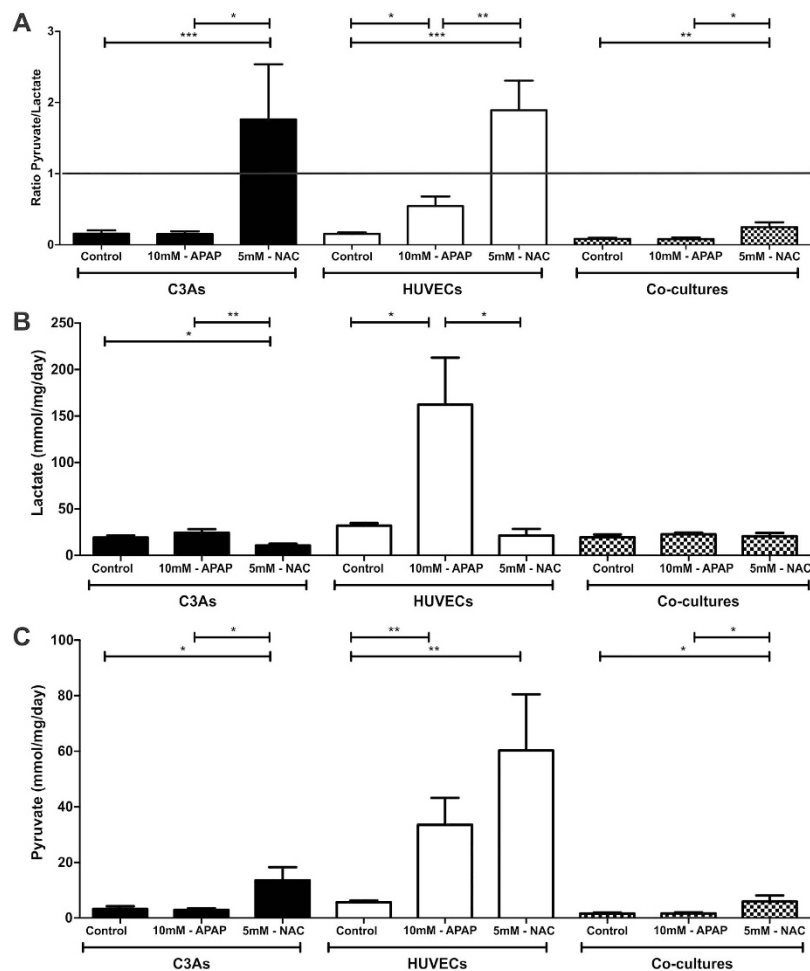 A
*
***
*
**
***
*
**
Ratio Pyruvate/Lactate
3
2
1
0
Control
10mM - APAP
5mM - NAC
Control
10mM - APAP
5mM - NAC
Control
10mM - APAP
5mM - NAC
C3As
HUVECs
Co-cultures
B
**
*
*
*
Lactate (mmol/mg/day)
250
200
150
100
50
0
Control
10mM - APAP
5mM - NAC
Control
10mM - APAP
5mM - NAC
Control
10mM - APAP
5mM - NAC
C3As
HUVECs
Co-cultures
C
*
*
**
**
*
*
Pyruvate (mmol/mg/day)
100
80
60
40
20
0
Control
10mM - APAP
5mM - NAC
Control
10mM - APAP
5mM - NAC
Control
10mM - APAP
5mM - NAC
C3As
HUVECs
Co-cultures